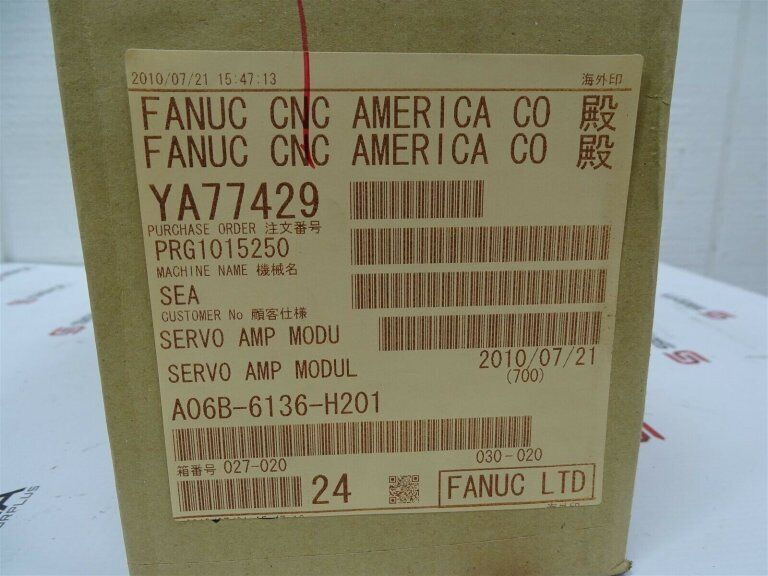 2010/07/21 15:47:13 海外印
FANUC CNC AMERICA CO 殿
FANUC CNC AMERICA CO 殿
YA77429
PURCHASE ORDER 注文番号
PRG1015250
MACHINE NAME 機械名
SEA
CUSTOMER No 顧客仕様
SERVO AMP MODU
SERVO AMP MODUL 2010/07/21
(700)
A06B-6136-H201
030-020
箱番号 027-020
24 FANUC LTD